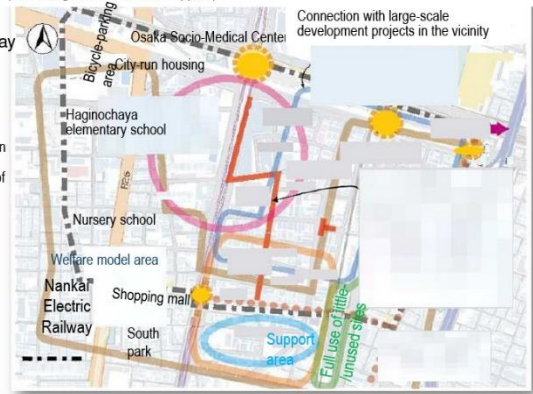 Connection with large-scale
development projects in the vicinity
Osaka Socio-Medical Center
Bicycle-parking
area
City-run housing
Haginochaya
elementary school
Nursery school
Welfare model area
Nankai
Electric
Railway
Shopping mall
South
park
Support
area
Full use of little-
/unused sites